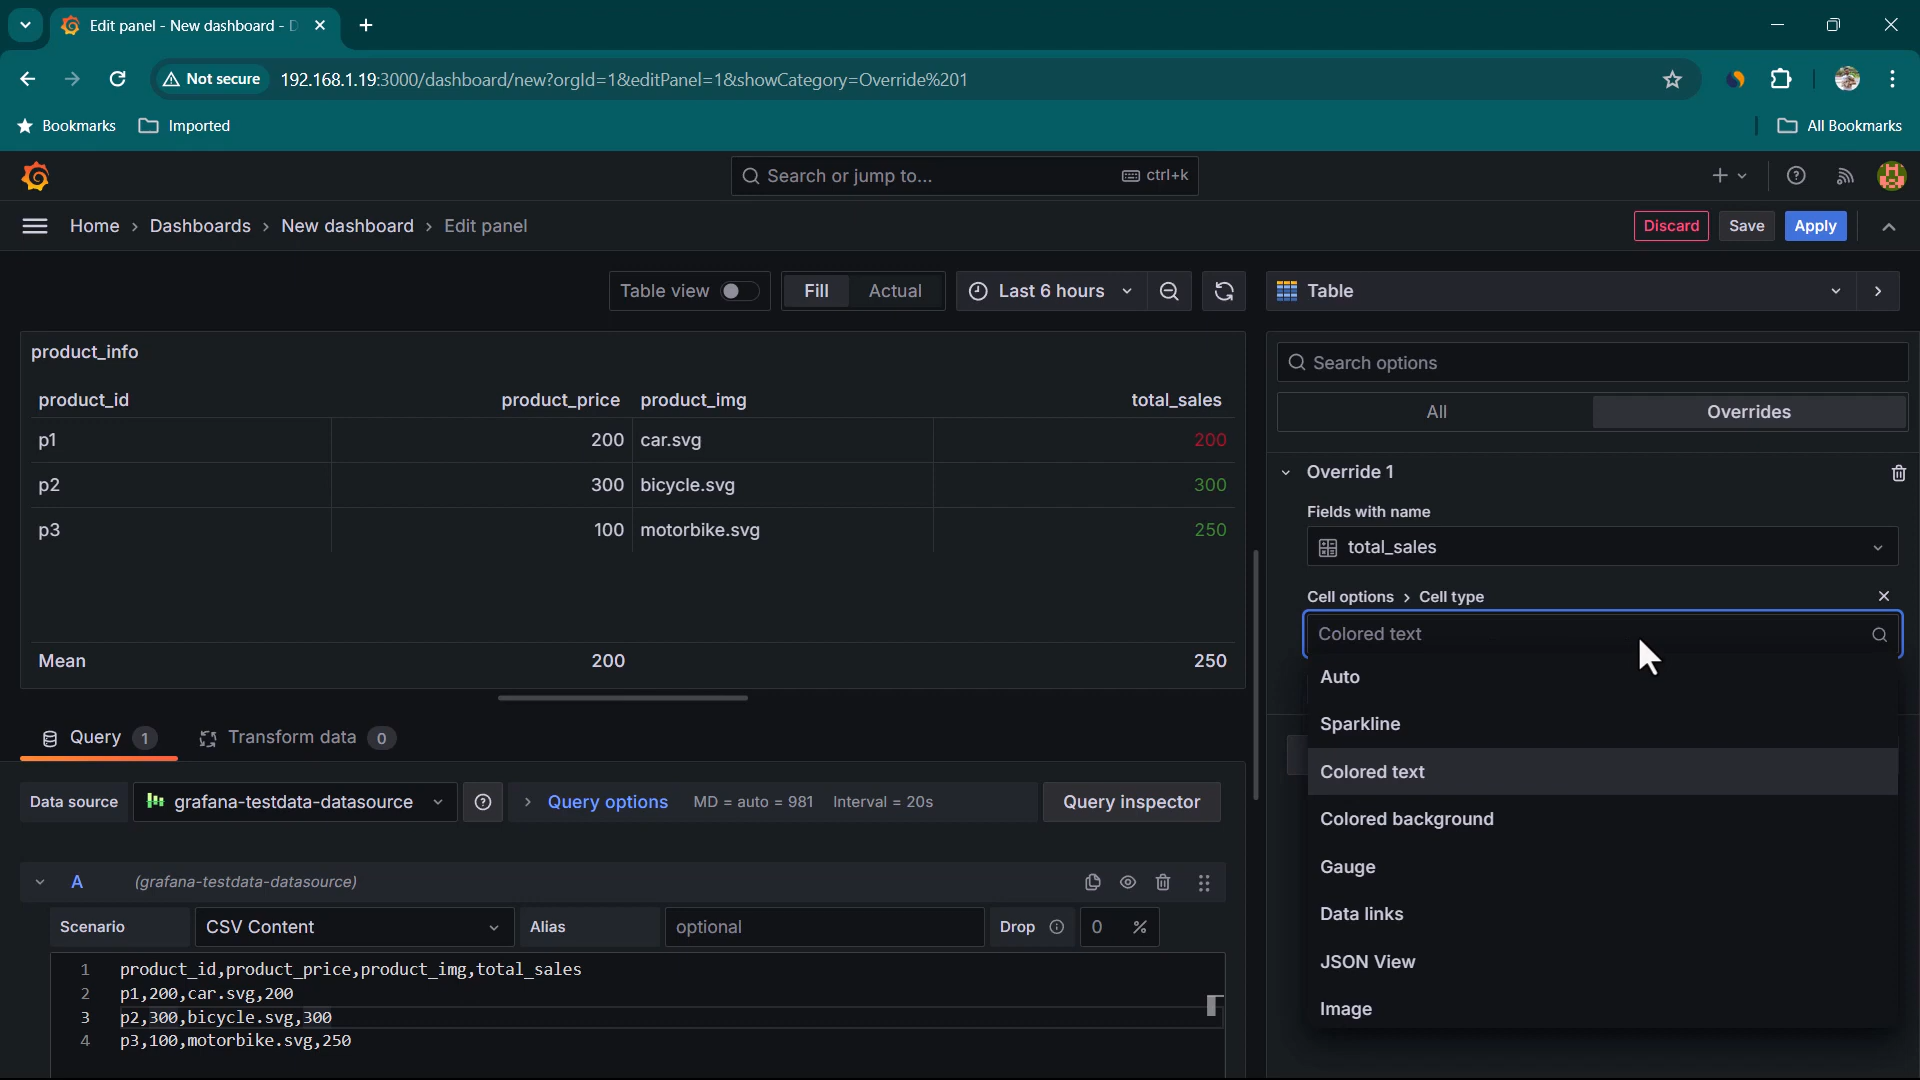 Edit panel - New dashboard - D
Not secure
192.168.1.19:3000/dashboard/new?orgId=1&editPanel=1&showCategory=Override%201
Bookmarks
Imported
All Bookmarks
Search or jump to...
ctrl+k
Home › Dashboards › New dashboard › Edit panel
Discard
Save
Apply
Table view
Fill
Actual
Last 6 hours
Table
product_info
product_id product_price product_img total_sales
p1 200 car.svg 200
p2 300 bicycle.svg 300
p3 100 motorbike.svg 250
Mean 200 250
Search options
All
Overrides
Override 1
Fields with name
total_sales
Cell options › Cell type
Colored text
Auto
Sparkline
Colored text
Colored background
Gauge
Data links
JSON View
Image
Query 1
Transform data 0
Data source
grafana-testdata-datasource
Query options
MD = auto = 981
Interval = 20s
Query inspector
A
(grafana-testdata-datasource)
Scenario
CSV Content
Alias
optional
Drop
0
%
1 product_id,product_price,product_img,total_sales
2 p1,200,car.svg,200
3 p2,300,bicycle.svg,300
4 p3,100,motorbike.svg,250